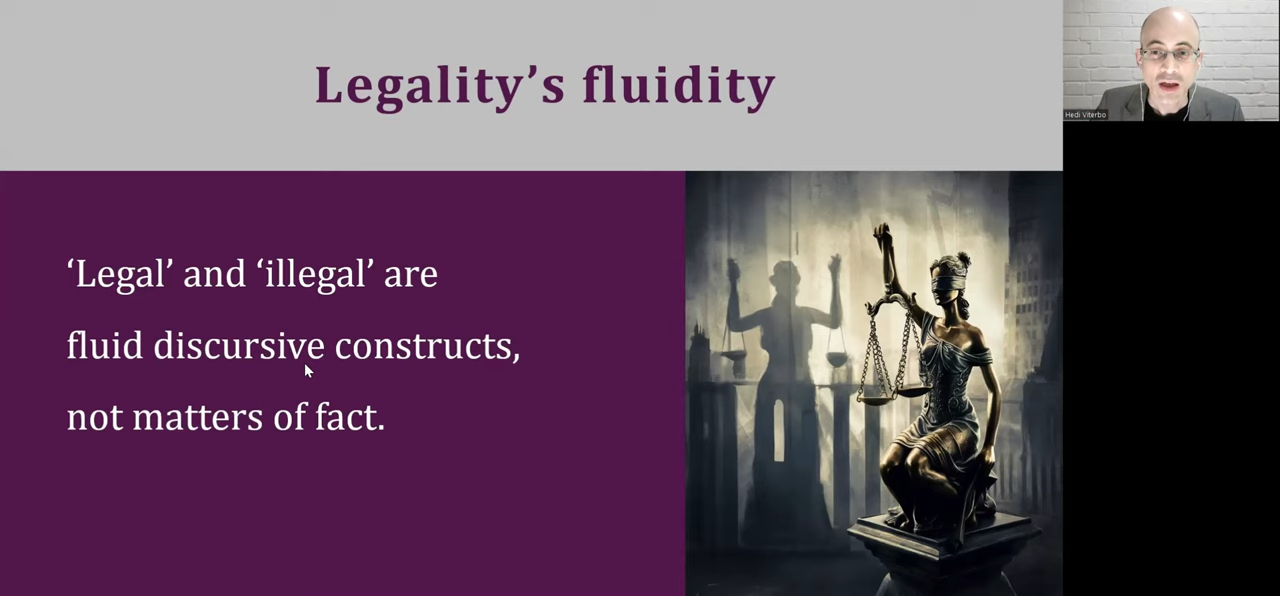 Legality’s fluidity
‘Legal’ and ‘illegal’ are
fluid discursive constructs,
not matters of fact.
Hedi Viterbo